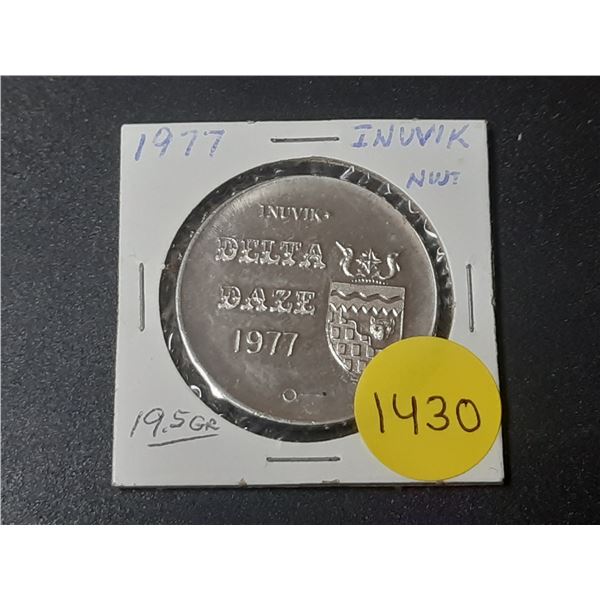 1977 INUVIK
NWT
INUVIK
DELTA
DAZE
1977
19.5GR
1430